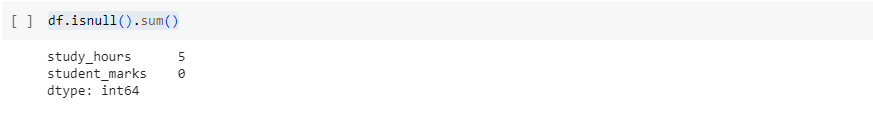 [ ] df.isnull().sum()
study_hours 5
student_marks 0
dtype: int64